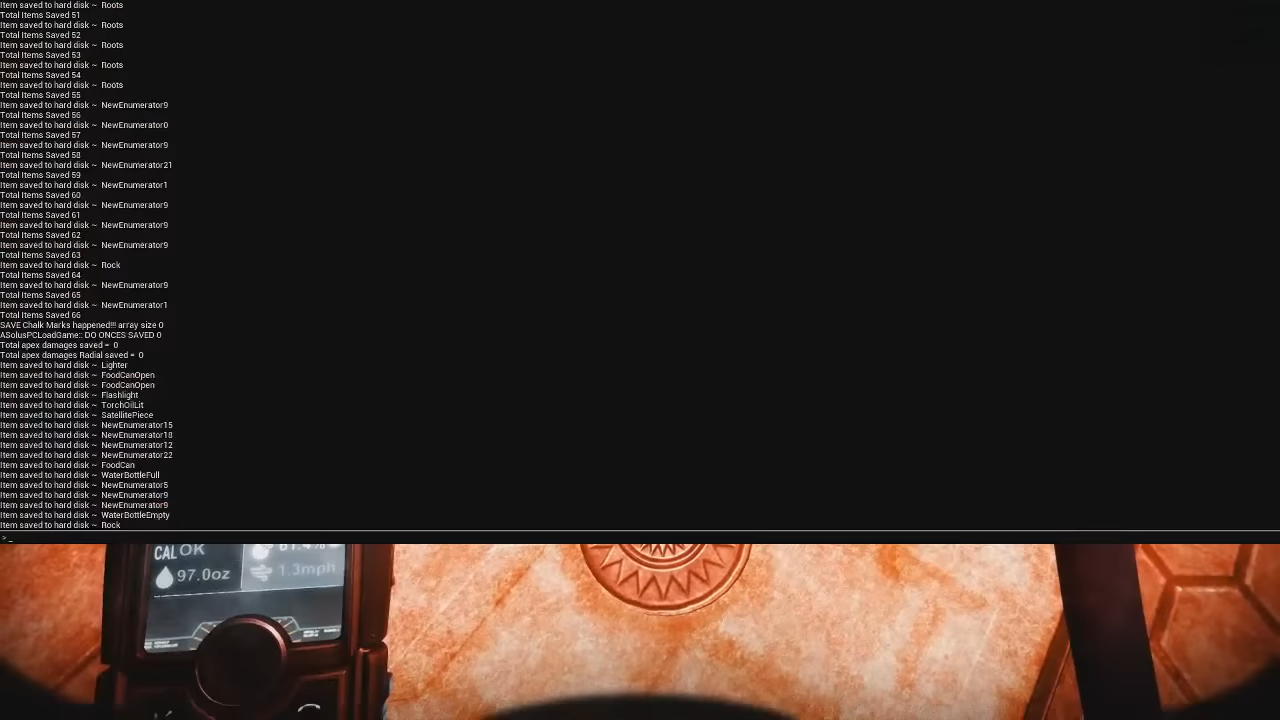 Item saved to hard disk ~ Roots
Total Items Saved 51
Item saved to hard disk ~ Roots
Total Items Saved 52
Item saved to hard disk ~ Roots
Total Items Saved 53
Item saved to hard disk ~ Roots
Total Items Saved 54
Item saved to hard disk ~ Roots
Total Items Saved 55
Item saved to hard disk ~ NewEnumerator9
Total Items Saved 56
Item saved to hard disk ~ NewEnumerator0
Total Items Saved 57
Item saved to hard disk ~ NewEnumerator9
Total Items Saved 58
Item saved to hard disk ~ NewEnumerator21
Total Items Saved 59
Item saved to hard disk ~ NewEnumerator1
Total Items Saved 60
Item saved to hard disk ~ NewEnumerator9
Total Items Saved 61
Item saved to hard disk ~ NewEnumerator9
Total Items Saved 62
Item saved to hard disk ~ NewEnumerator9
Total Items Saved 63
Item saved to hard disk ~ Rock
Total Items Saved 64
Item saved to hard disk ~ NewEnumerator9
Total Items Saved 65
Item saved to hard disk ~ NewEnumerator1
Total Items Saved 66
SAVE Chalk Marks happened!!! array size 0
ASolusPCLoadGame:: DO ONCES SAVED 0
Total apex damages saved = 0
Total apex damages Radial saved = 0
Item saved to hard disk ~ Lighter
Item saved to hard disk ~ FoodCanOpen
Item saved to hard disk ~ FoodCanOpen
Item saved to hard disk ~ Flashlight
Item saved to hard disk ~ TorchOilLit
Item saved to hard disk ~ SatellitePiece
Item saved to hard disk ~ NewEnumerator15
Item saved to hard disk ~ NewEnumerator18
Item saved to hard disk ~ NewEnumerator12
Item saved to hard disk ~ NewEnumerator22
Item saved to hard disk ~ FoodCan
Item saved to hard disk ~ WaterBottleFull
Item saved to hard disk ~ NewEnumerator5
Item saved to hard disk ~ NewEnumerator9
Item saved to hard disk ~ NewEnumerator9
Item saved to hard disk ~ WaterBottleEmpty
Item saved to hard disk ~ Rock
>_
CAL OK
97.0oz
1.3mph